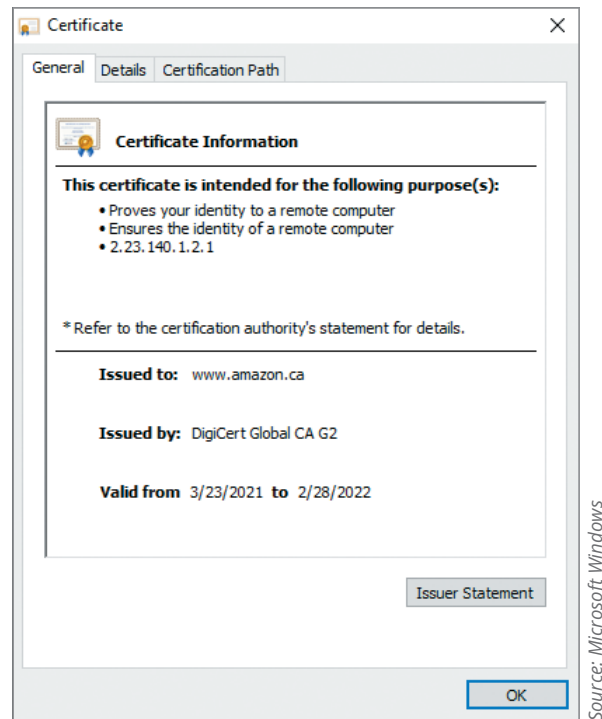 Certificate
General Details Certification Path
Certificate Information
This certificate is intended for the following purpose(s):
• Proves your identity to a remote computer
• Ensures the identity of a remote computer
• 2.23.140.1.2.1
* Refer to the certification authority's statement for details.
Issued to: www.amazon.ca
Issued by: DigiCert Global CA G2
Valid from 3/23/2021 to 2/28/2022
Issuer Statement
OK
Source: Microsoft Windows